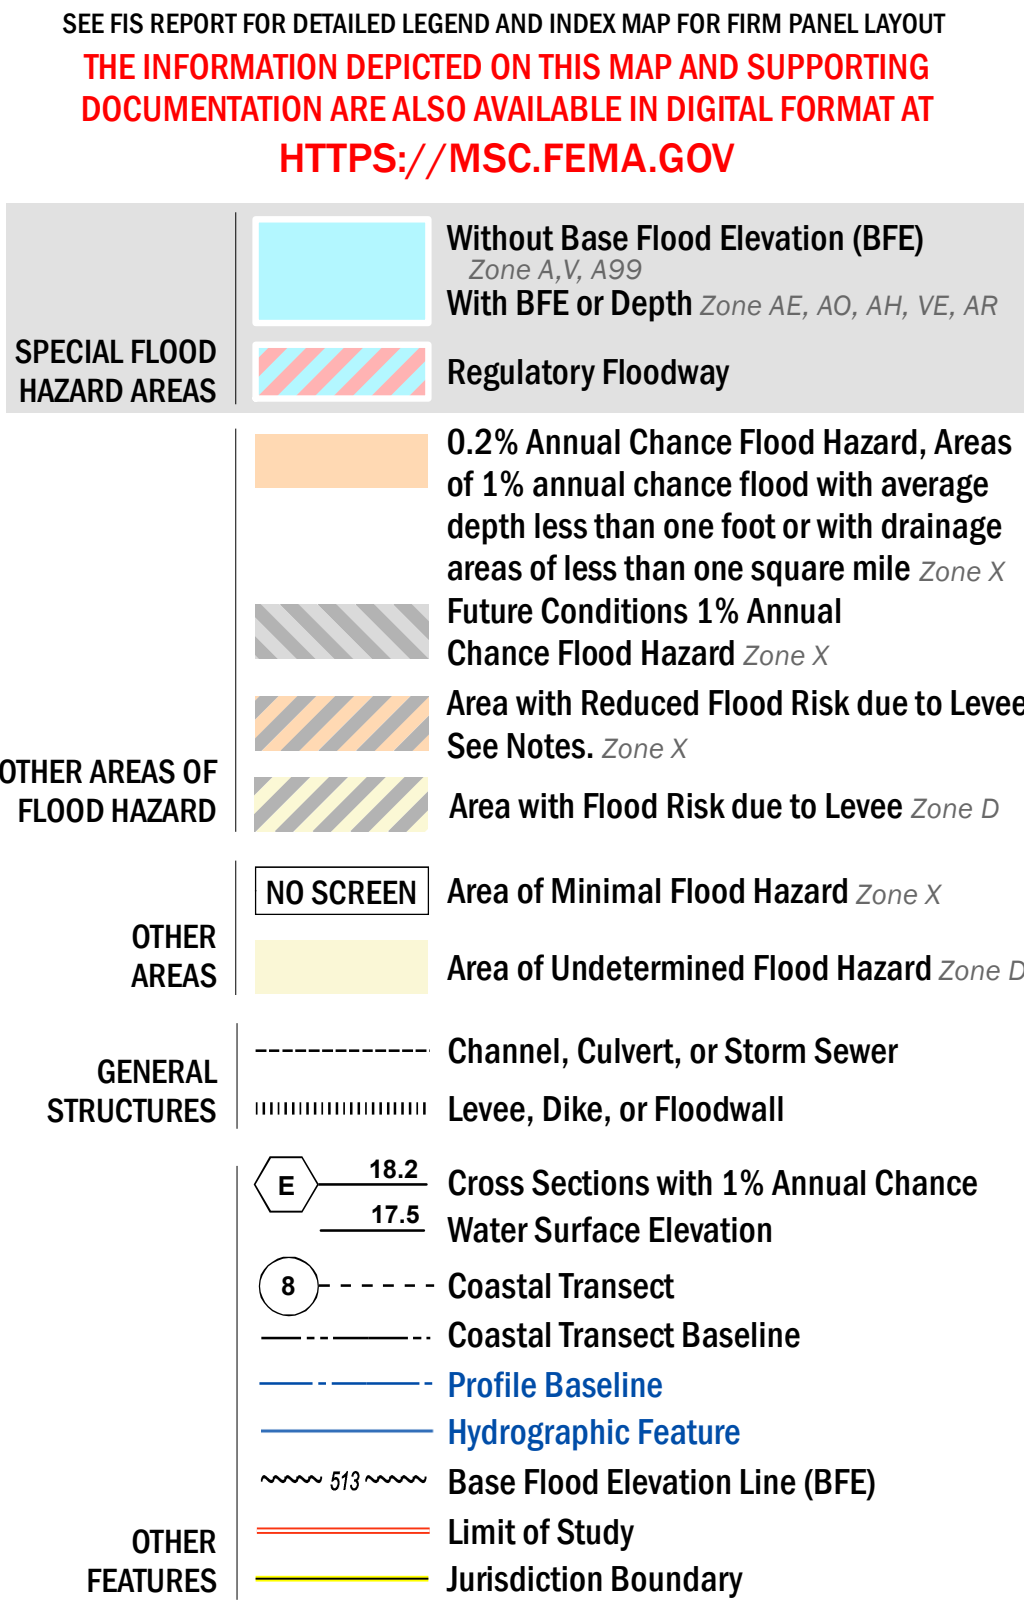 SEE FIS REPORT FOR DETAILED LEGEND AND INDEX MAP FOR FIRM PANEL LAYOUT
THE INFORMATION DEPICTED ON THIS MAP AND SUPPORTING
DOCUMENTATION ARE ALSO AVAILABLE IN DIGITAL FORMAT AT
HTTPS://MSC.FEMA.GOV
SPECIAL FLOOD
HAZARD AREAS
Without Base Flood Elevation (BFE)
Zone A,V, A99
With BFE or Depth Zone AE, AO, AH, VE, AR
Regulatory Floodway
OTHER AREAS OF
FLOOD HAZARD
0.2% Annual Chance Flood Hazard, Areas
of 1% annual chance flood with average
depth less than one foot or with drainage
areas of less than one square mile Zone X
Future Conditions 1% Annual
Chance Flood Hazard Zone X
Area with Reduced Flood Risk due to Levee
See Notes. Zone X
Area with Flood Risk due to Levee Zone D
OTHER
AREAS
NO SCREEN Area of Minimal Flood Hazard Zone X
Area of Undetermined Flood Hazard Zone D
GENERAL
STRUCTURES
Channel, Culvert, or Storm Sewer
Levee, Dike, or Floodwall
OTHER
FEATURES
E 18.2 Cross Sections with 1% Annual Chance
17.5 Water Surface Elevation
8 Coastal Transect
Coastal Transect Baseline
Profile Baseline
Hydrographic Feature
513 Base Flood Elevation Line (BFE)
Limit of Study
Jurisdiction Boundary